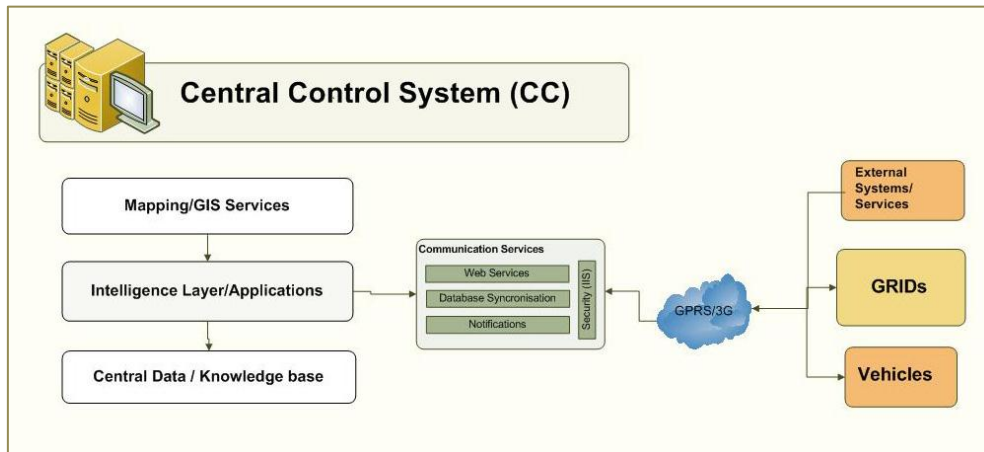 Central Control System (CC)
Mapping/GIS Services
Intelligence Layer/Applications
Central Data / Knowledge base
Communication Services
Web Services
Database Syncronisation
Notifications
Security (IIS)
GPRS/3G
External
Systems/
Services
GRIDs
Vehicles